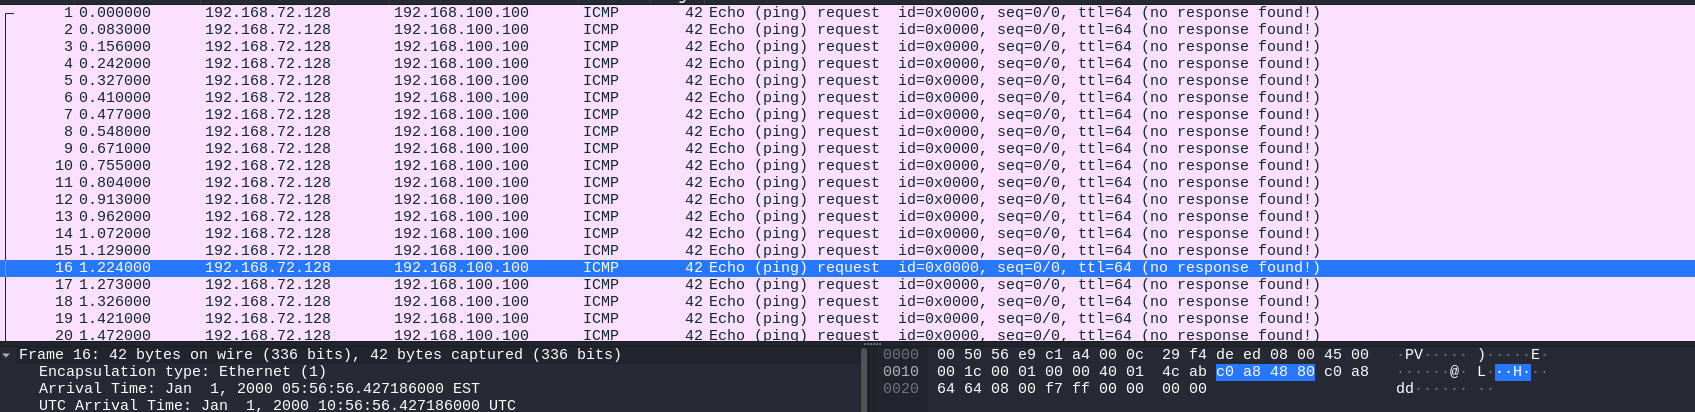 1 0.000000 192.168.72.128 192.168.100.100 ICMP 42 Echo (ping) request id=0x0000, seq=0/0, ttl=64 (no response found!)
2 0.083000 192.168.72.128 192.168.100.100 ICMP 42 Echo (ping) request id=0x0000, seq=0/0, ttl=64 (no response found!)
3 0.156000 192.168.72.128 192.168.100.100 ICMP 42 Echo (ping) request id=0x0000, seq=0/0, ttl=64 (no response found!)
4 0.242000 192.168.72.128 192.168.100.100 ICMP 42 Echo (ping) request id=0x0000, seq=0/0, ttl=64 (no response found!)
5 0.327000 192.168.72.128 192.168.100.100 ICMP 42 Echo (ping) request id=0x0000, seq=0/0, ttl=64 (no response found!)
6 0.410000 192.168.72.128 192.168.100.100 ICMP 42 Echo (ping) request id=0x0000, seq=0/0, ttl=64 (no response found!)
7 0.477000 192.168.72.128 192.168.100.100 ICMP 42 Echo (ping) request id=0x0000, seq=0/0, ttl=64 (no response found!)
8 0.548000 192.168.72.128 192.168.100.100 ICMP 42 Echo (ping) request id=0x0000, seq=0/0, ttl=64 (no response found!)
9 0.671000 192.168.72.128 192.168.100.100 ICMP 42 Echo (ping) request id=0x0000, seq=0/0, ttl=64 (no response found!)
10 0.755000 192.168.72.128 192.168.100.100 ICMP 42 Echo (ping) request id=0x0000, seq=0/0, ttl=64 (no response found!)
11 0.804000 192.168.72.128 192.168.100.100 ICMP 42 Echo (ping) request id=0x0000, seq=0/0, ttl=64 (no response found!)
12 0.913000 192.168.72.128 192.168.100.100 ICMP 42 Echo (ping) request id=0x0000, seq=0/0, ttl=64 (no response found!)
13 0.962000 192.168.72.128 192.168.100.100 ICMP 42 Echo (ping) request id=0x0000, seq=0/0, ttl=64 (no response found!)
14 1.072000 192.168.72.128 192.168.100.100 ICMP 42 Echo (ping) request id=0x0000, seq=0/0, ttl=64 (no response found!)
15 1.129000 192.168.72.128 192.168.100.100 ICMP 42 Echo (ping) request id=0x0000, seq=0/0, ttl=64 (no response found!)
16 1.224000 192.168.72.128 192.168.100.100 ICMP 42 Echo (ping) request id=0x0000, seq=0/0, ttl=64 (no response found!)
17 1.273000 192.168.72.128 192.168.100.100 ICMP 42 Echo (ping) request id=0x0000, seq=0/0, ttl=64 (no response found!)
18 1.326000 192.168.72.128 192.168.100.100 ICMP 42 Echo (ping) request id=0x0000, seq=0/0, ttl=64 (no response found!)
19 1.421000 192.168.72.128 192.168.100.100 ICMP 42 Echo (ping) request id=0x0000, seq=0/0, ttl=64 (no response found!)
20 1.472000 192.168.72.128 192.168.100.100 ICMP 42 Echo (ping) request id=0x0000, seq=0/0, ttl=64 (no response found!)
Frame 16: 42 bytes on wire (336 bits), 42 bytes captured (336 bits)
Encapsulation type: Ethernet (1)
Arrival Time: Jan 1, 2000 05:56:56.427186000 EST
UTC Arrival Time: Jan 1, 2000 10:56:56.427186000 UTC
0000 00 50 56 e9 c1 a4 00 0c 29 f4 de ed 08 00 45 00 ·PV····· )·····E·
0010 00 1c 00 01 00 00 40 01 4c ab c0 a8 48 80 c0 a8 ······@· L···H···
0020 64 64 08 00 f7 ff 00 00 00 00 dd······ ··